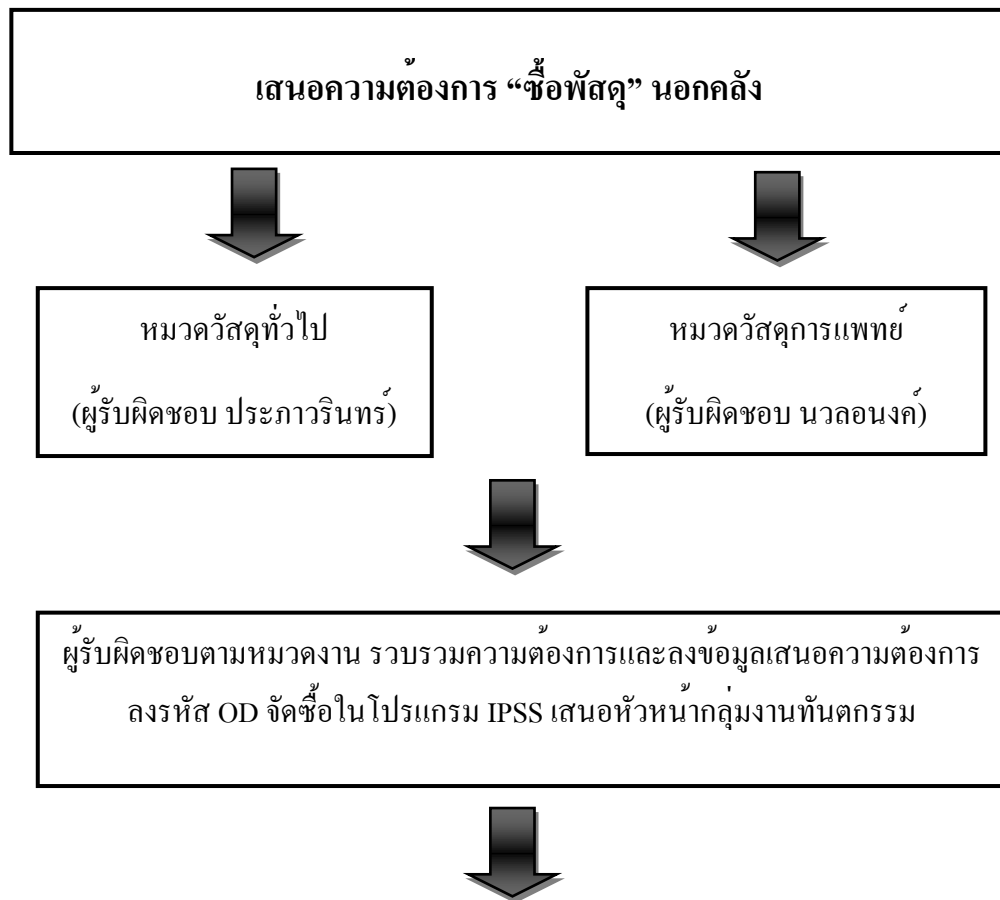 เสนอความต้องการ “ซื้อพัสดุ” นอกคลัง
หมวดวัสดุทั่วไป
(ผู้รับผิดชอบ ประภาวรินทร์)
หมวดวัสดุการแพทย์
(ผู้รับผิดชอบ นวลอนงค์)
ผู้รับผิดชอบตามหมวดงาน รวบรวมความต้องการและลงข้อมูลเสนอความต้องการ
ลงรหัส OD จัดซื้อในโปรแกรม IPSS เสนอหัวหน้ากลุ่มงานทันตกรรม